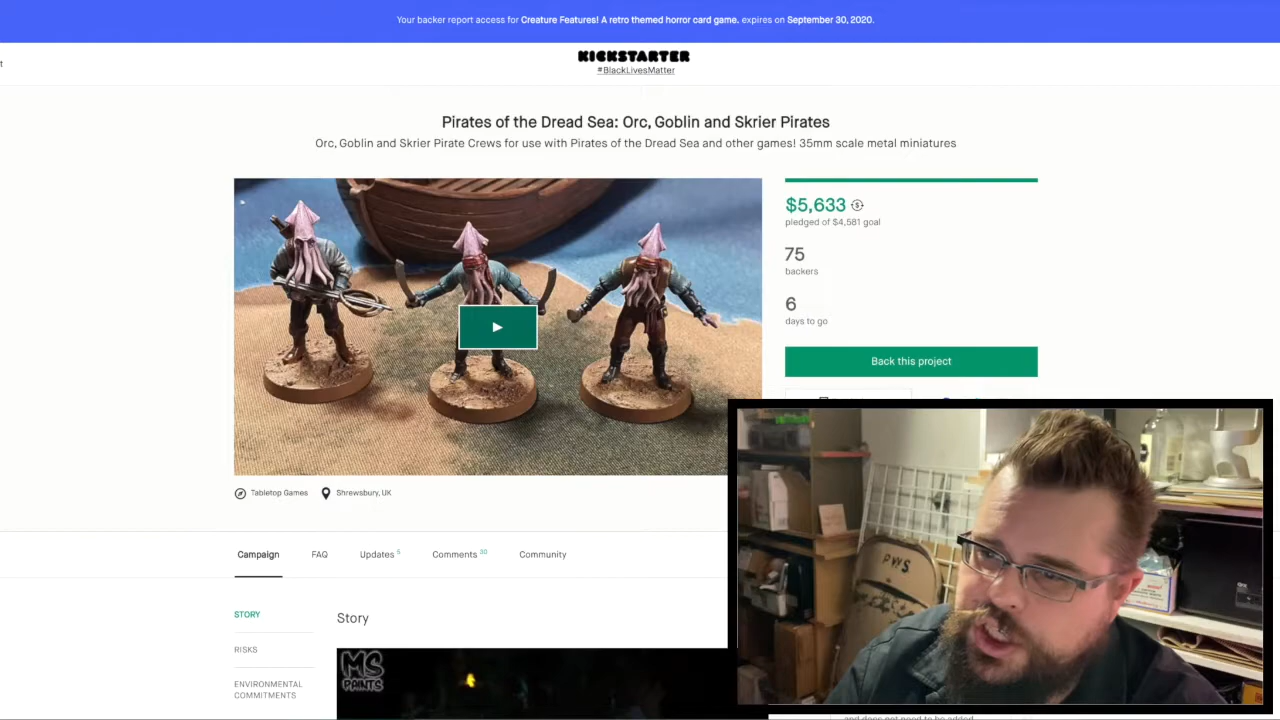 Your backer report access for Creature Features! A retro themed horror card game. expires on September 30, 2020.
t
KICKSTARTER
#BlackLivesMatter
Pirates of the Dread Sea: Orc, Goblin and Skrier Pirates
Orc, Goblin and Skrier Pirate Crews for use with Pirates of the Dread Sea and other games! 35mm scale metal miniatures
$5,633
pledged of $4,581 goal
75
backers
6
days to go
Back this project
Tabletop Games
Shrewsbury, UK
Campaign
FAQ
Updates 5
Comments 30
Community
STORY
RISKS
ENVIRONMENTAL
COMMITMENTS
Story
MS
PAINTS
PWS